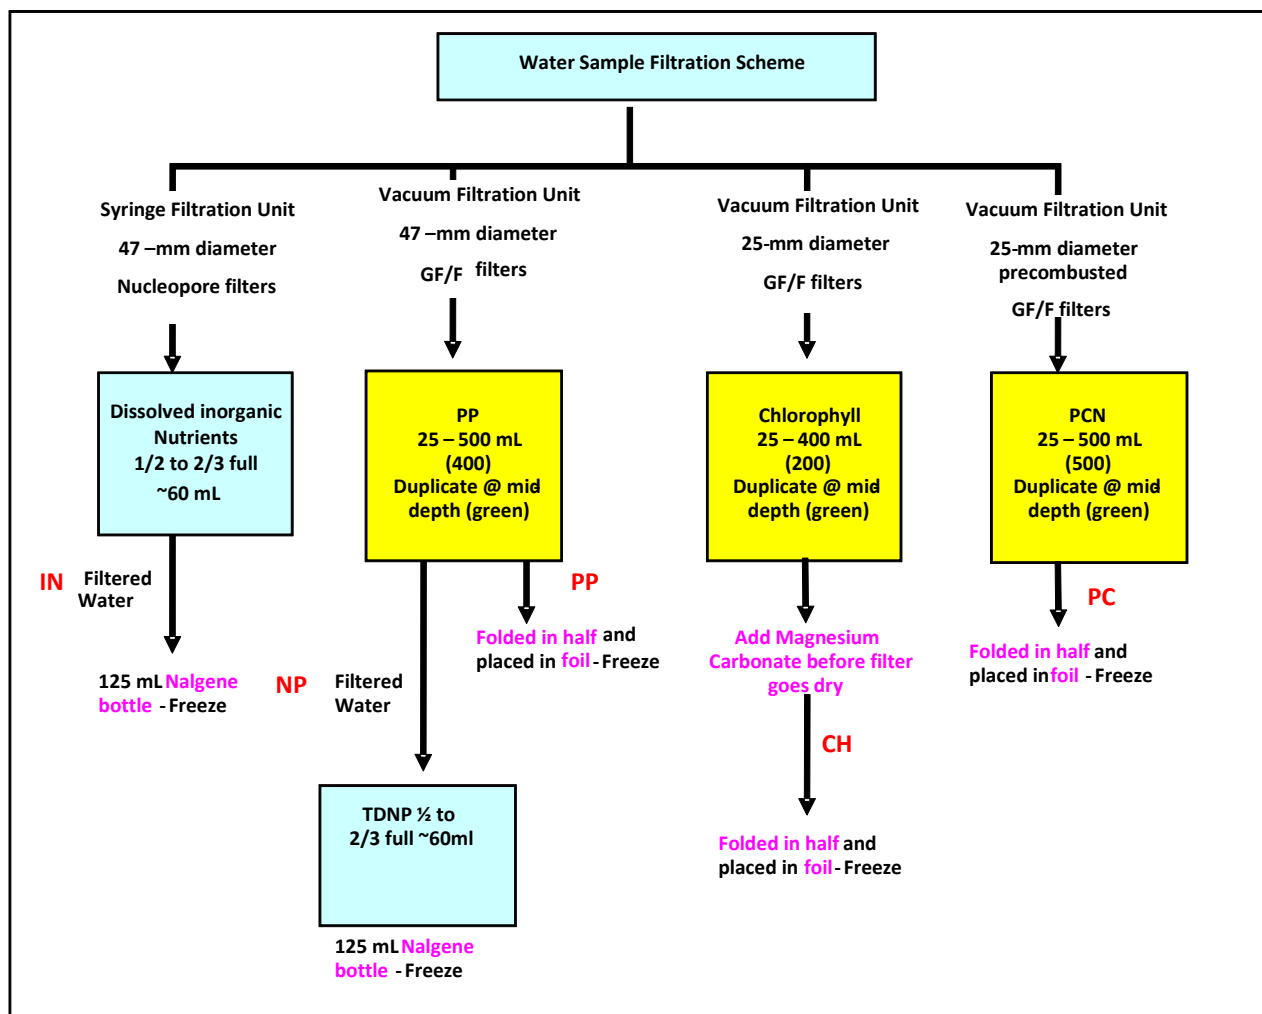 Water Sample Filtration Scheme
Syringe Filtration Unit
47 –mm diameter
Nucleopore filters
Vacuum Filtration Unit
47 –mm diameter
GF/F filters
Vacuum Filtration Unit
25-mm diameter
GF/F filters
Vacuum Filtration Unit
25-mm diameter
precombusted
GF/F filters
Dissolved inorganic
Nutrients
1/2 to 2/3 full
~60 mL
PP
25 – 500 mL
(400)
Duplicate @ mid-
depth (green)
Chlorophyll
25 – 400 mL
(200)
Duplicate @ mid-
depth (green)
PCN
25 – 500 mL
(500)
Duplicate @ mid-
depth (green)
IN
Filtered
Water
125 mL Nalgene
bottle - Freeze
NP
Filtered
Water
PP
Folded in half and
placed in foil - Freeze
Add Magnesium
Carbonate before filter
goes dry
CH
Folded in half and
placed in foil - Freeze
PC
Folded in half and
placed in foil - Freeze
TDNP ½ to
2/3 full ~60ml
125 mL Nalgene
bottle - Freeze